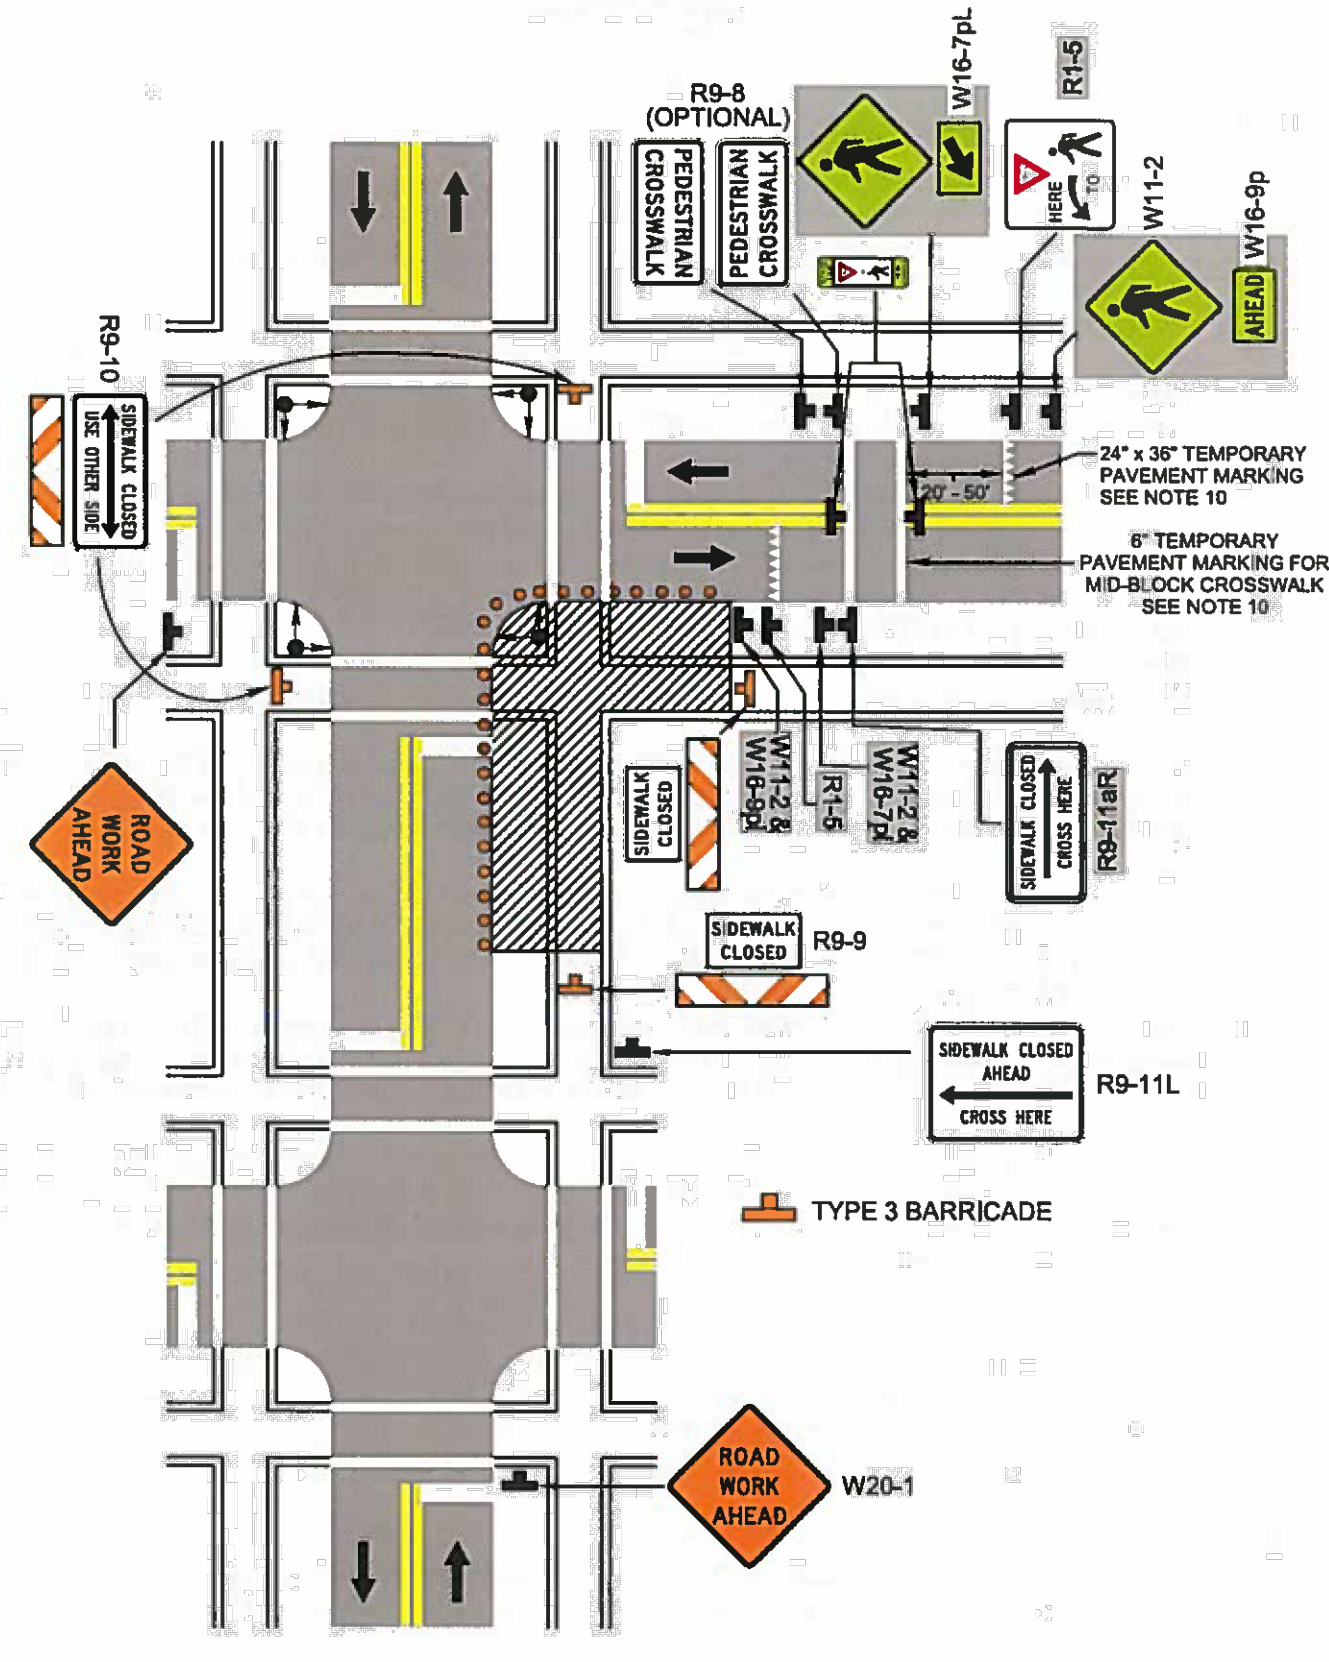 W16-7pL
R1-5
R9-8
(OPTIONAL)
PEDESTRIAN
CROSSWALK
PEDESTRIAN
CROSSWALK
HERE
TO
W11-2
W16-9p
AHEAD
R9-10
SIDEWALK CLOSED
USE OTHER SIDE
24" x 36" TEMPORARY
PAVEMENT MARKING
SEE NOTE 10
20' - 50'
6" TEMPORARY
PAVEMENT MARKING FOR
MID-BLOCK CROSSWALK
SEE NOTE 10
ROAD
WORK
AHEAD
SIDEWALK
CLOSED
W11-2 &
W16-9pl
R1-5
W11-2 &
W16-7pl
SIDEWALK CLOSED
CROSS HERE
R9-11aR
SIDEWALK
CLOSED
R9-9
SIDEWALK CLOSED
AHEAD
CROSS HERE
R9-11L
TYPE 3 BARRICADE
ROAD
WORK
AHEAD
W20-1